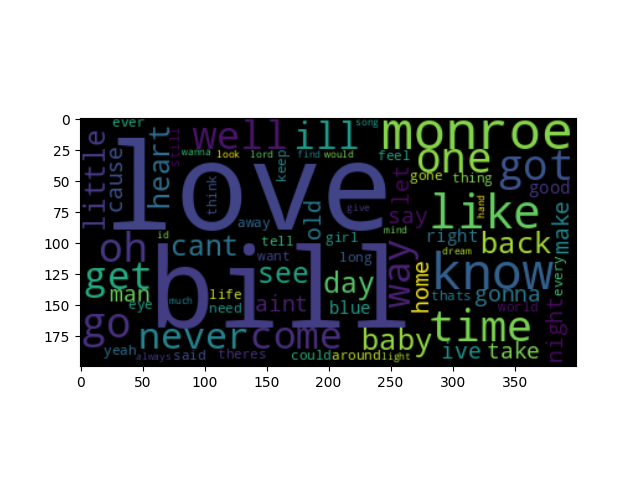 0
25
50
75
100
125
150
175
0 50 100 150 200 250 300 350
ever well ill song monroe
little cause heart still wanna look lord keep find would feel one got
love think give let gone thing good
away old say like hand
id oh cant tell girl mind right back make
want long way dream
get see day know every
man eye much life need aint blue home thats gonna world
bill
go never come baby time night
yeah always said theres could around light ive take